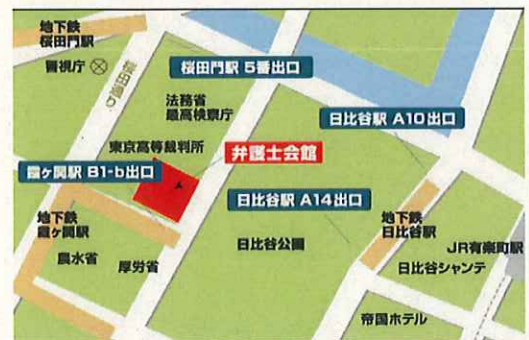 地下鉄
桜田門駅
警視庁
桜田通り
桜田門駅 5番出口
法務省
最高検察庁
日比谷駅 A10出口
東京高等裁判所
弁護士会館
霞ヶ関駅 B1-b出口
日比谷駅 A14出口
地下鉄
霞ヶ関駅
地下鉄
日比谷駅
農水省
厚労省
日比谷公園
JR有楽町駅
日比谷シャンテ
帝国ホテル